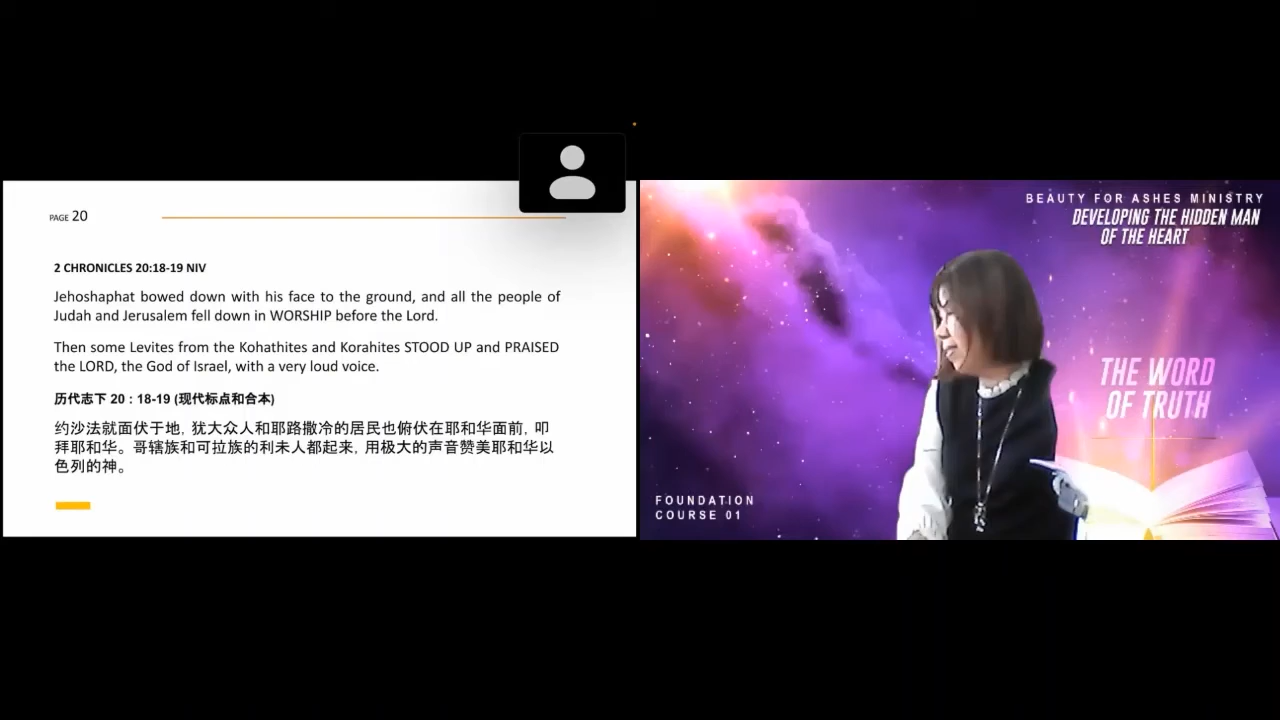 PAGE 20
2 CHRONICLES 20:18-19 NIV
Jehoshaphat bowed down with his face to the ground, and all the people of
Judah and Jerusalem fell down in WORSHIP before the Lord.
Then some Levites from the Kohathites and Korahites STOOD UP and PRAISED
the LORD, the God of Israel, with a very loud voice.
历代志下 20 : 18-19 (现代标点和合本)
约沙法就面伏于地, 犹大众人和耶路撒冷的居民也俯伏在耶和华面前, 叩
拜耶和华。哥辖族和可拉族的利未人都起来, 用极大的声音赞美耶和华以
色列的神。
BEAUTY FOR ASHES MINISTRY
DEVELOPING THE HIDDEN MAN
OF THE HEART
THE WORD
OF TRUTH
FOUNDATION
COURSE 01